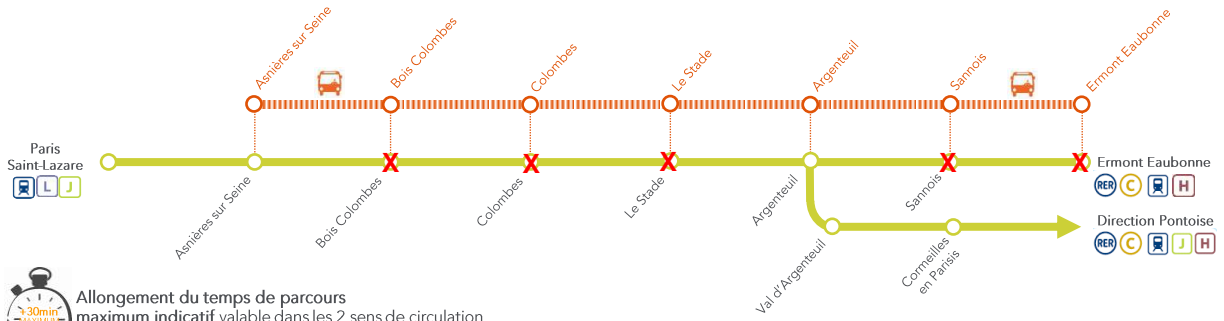 Asnières sur Seine
Bois Colombes
Colombes
Le Stade
Argenteuil
Sannois
Ermont Eaubonne
Paris
Saint-Lazare
L J
X X X X X
Asnières sur Seine
Bois Colombes
Colombes
Le Stade
Argenteuil
Sannois
Ermont Eaubonne
RER C H
Val d'Argenteuil
Cormeilles
en Parisis
Direction Pontoise
RER C J H
+30min
MAXIMUM
Allongement du temps de parcours
maximum indicatif valable dans les 2 sens de circulation